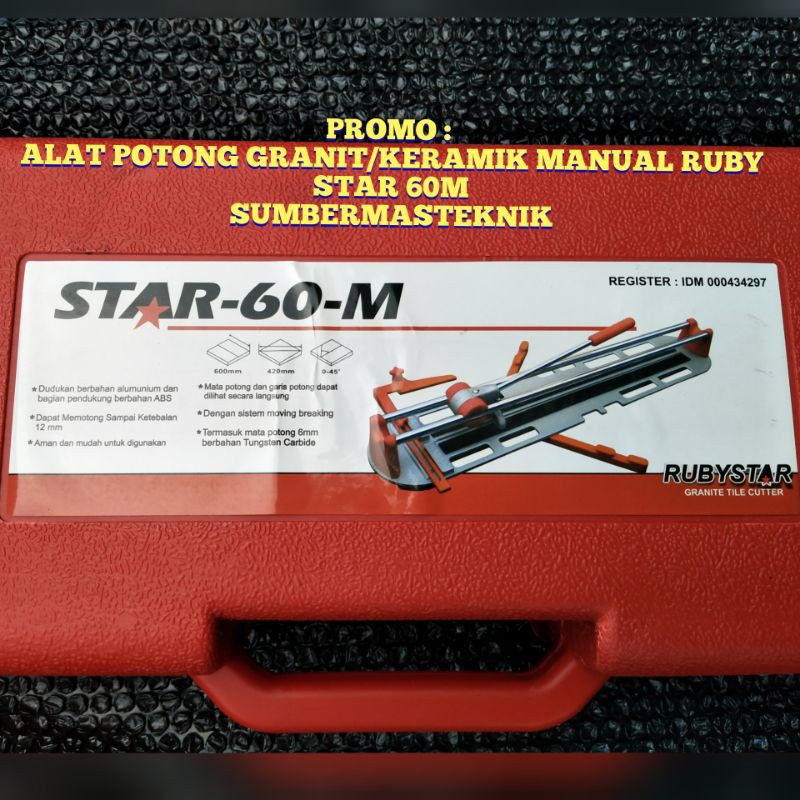 PROMO :
ALAT POTONG GRANIT/KERAMIK MANUAL RUBY
STAR 60M
SUMBERMASTEKNIK
STAR-60-M
REGISTER : IDM 000434297
600mm
420mm
0-45°
★Dudukan berbahan alumunium dan
bagian pendukung berbahan ABS
★Dapat Memotong Sampai Ketebalan
12 mm
★Aman dan mudah untuk digunakan
★Mata potong dan garis potong dapat
dilihat secara langsung
★Dengan sistem moving breaking
★Termasuk mata potong 6mm
berbahan Tungsten Carbide
RUBYSTAR
GRANITE TILE CUTTER